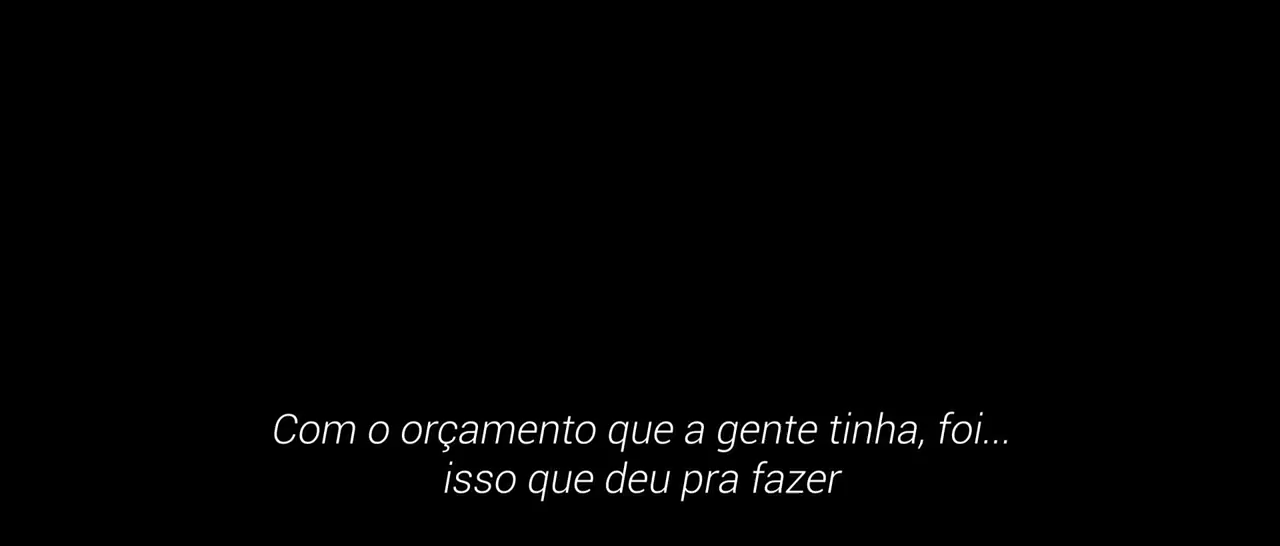 Com o orçamento que a gente tinha, foi...
isso que deu pra fazer